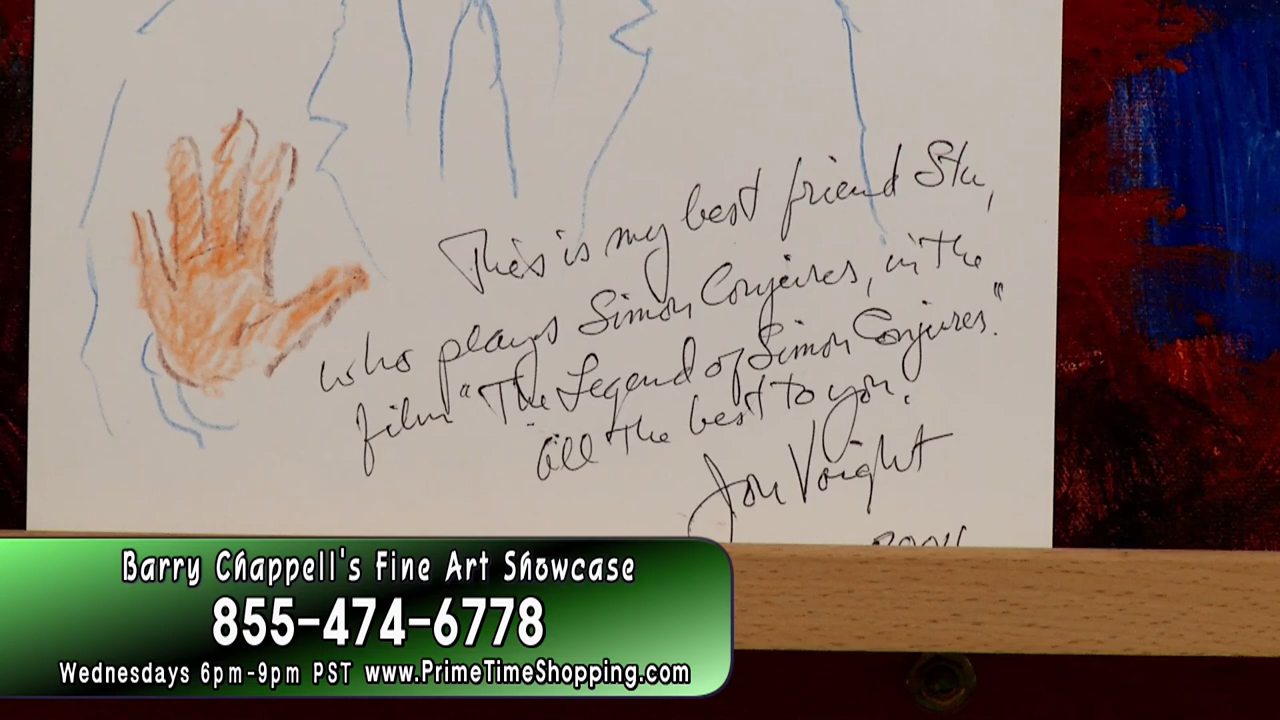 This is my best friend Stu,
who plays Simon Conjures, in the
film "The Legend of Simon Conjures."
all the best to you.
Jon Voight
Barry Chappell's Fine Art Showcase
855-474-6778
Wednesdays 6pm-9pm PST www.PrimeTimeShopping.com